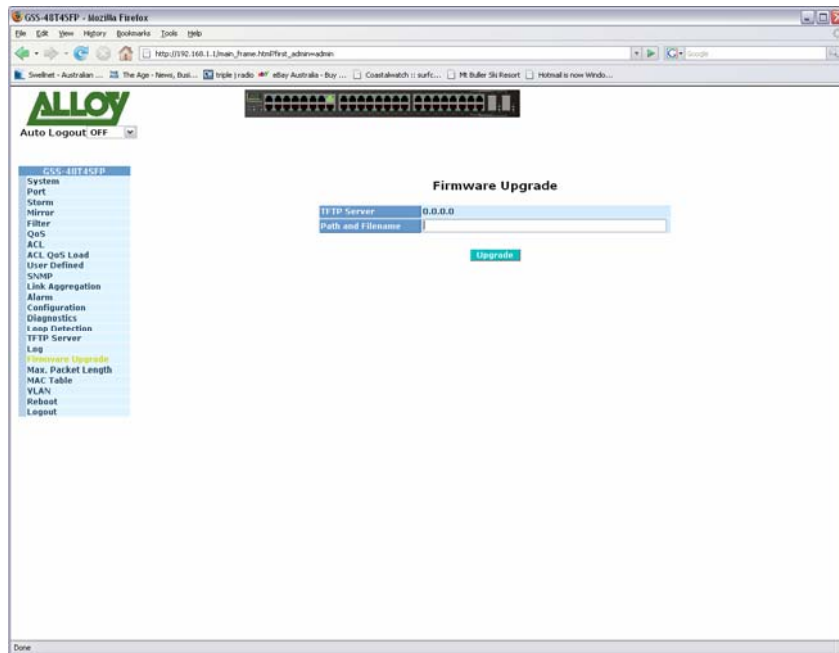 GSS-48T4SFP - Mozilla Firefox
File Edit View History Bookmarks Tools Help
http://192.168.1.1/main_frame.html?first_admin=admin
Google
Swellnet - Australian ... The Age - News, Busi... triple j radio eBay Australia - Buy ... Coastalwatch :: surfc... Mt Buller Ski Resort Hotmail is now Windo...
ALLOY
Auto Logout OFF
GSS-48T4SFP
System
Port
Storm
Mirror
Filter
QoS
ACL
ACL QoS Load
User Defined
SNMP
Link Aggregation
Alarm
Configuration
Diagnostics
Loop Detection
TFTP Server
Log
Firmware Upgrade
Max. Packet Length
MAC Table
VLAN
Reboot
Logout
Firmware Upgrade
TFTP Server 0.0.0.0
Path and Filename
Upgrade
Done